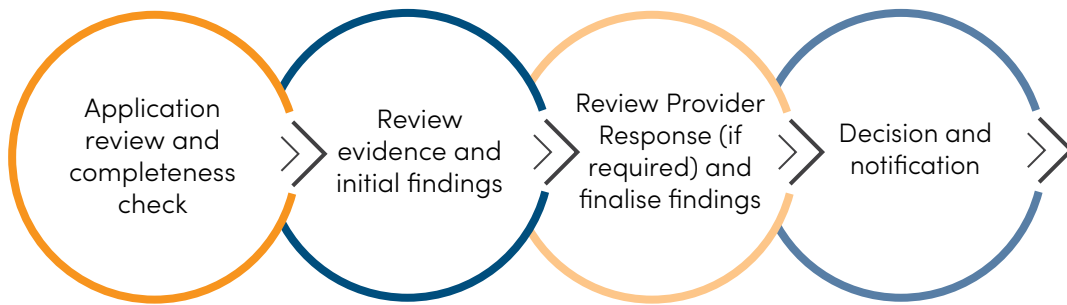 Application
review and
completeness
check
Review
evidence and
initial findings
Review Provider
Response (if
required) and
finalise findings
Decision and
notification